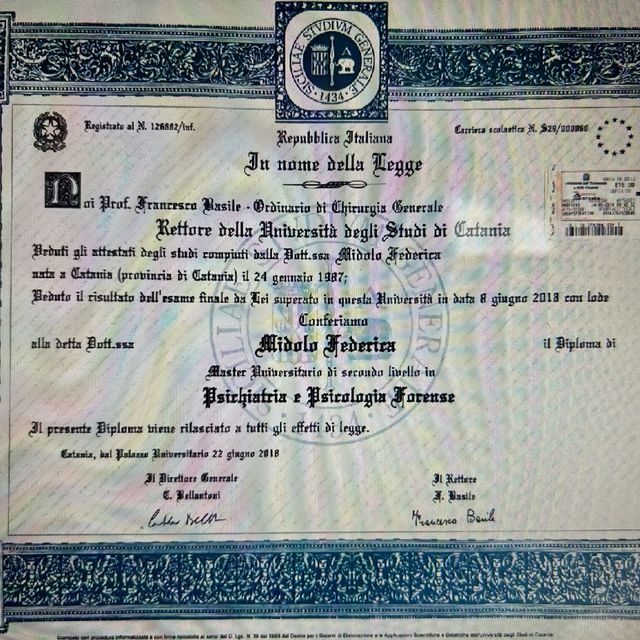 SICILIAE STVDIVM GENERALE
· 1434 ·
Registrato al N. 126882/inf.
Carriera scolastica N.
Repubblica Italiana
In nome della Legge
Noi Prof. Francesco Basile - Ordinario di Chirurgia Generale
Rettore della Università degli Studi di Catania
Veduti gli attestati degli studi compiuti dalla Dott.ssa Midolo Federica
nata a Catania (provincia di Catania) il 24 gennaio 1987;
Veduto il risultato dell'esame finale da Lei superato in questa Università in data 8 giugno 2018 con lode
Conferiamo
alla detta Dott.ssa Midolo Federica il Diploma di
Master Universitario di secondo livello in
Psichiatria e Psicologia Forense
Il presente Diploma viene rilasciato a tutti gli effetti di legge.
Catania, dal Palazzo Universitario 22 giugno 2018
Il Direttore Generale Il Rettore
C. Bellantoni F. Basile
Francesco Basile